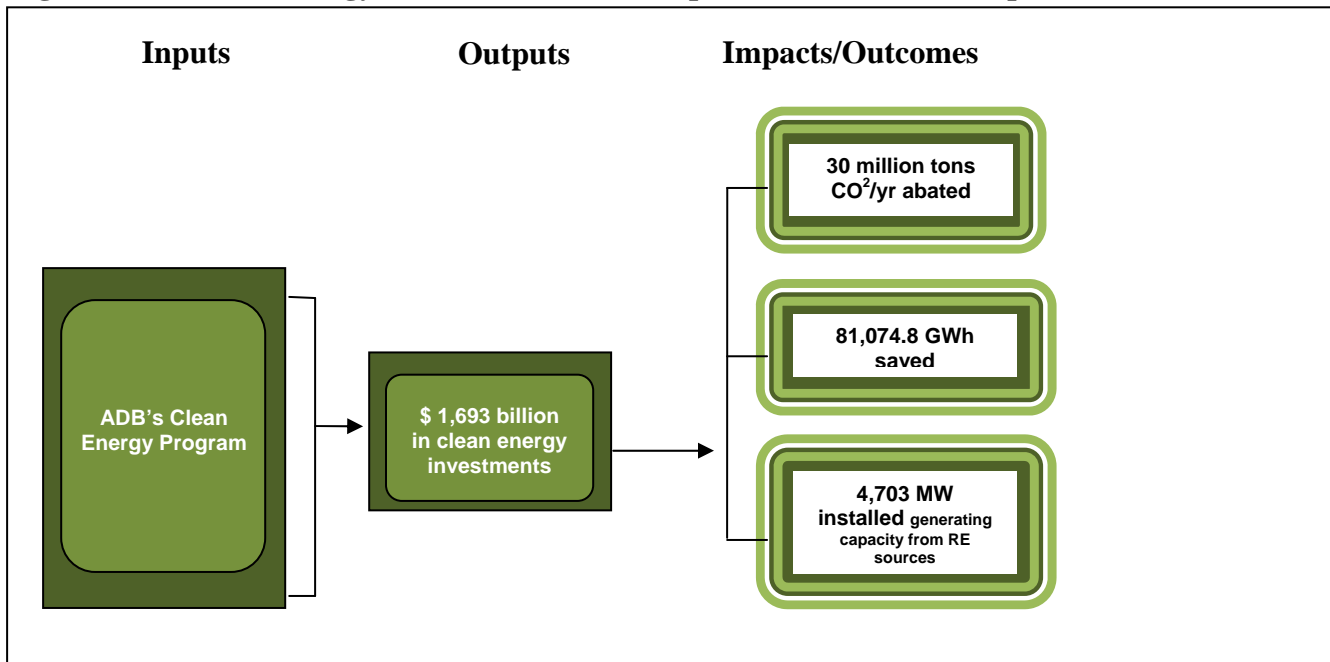 Inputs
Outputs
Impacts/Outcomes
ADB's Clean
Energy Program
$ 1,693 billion
in clean energy
investments
30 million tons
CO²/yr abated
81,074.8 GWh
saved
4,703 MW
installed generating
capacity from RE
sources